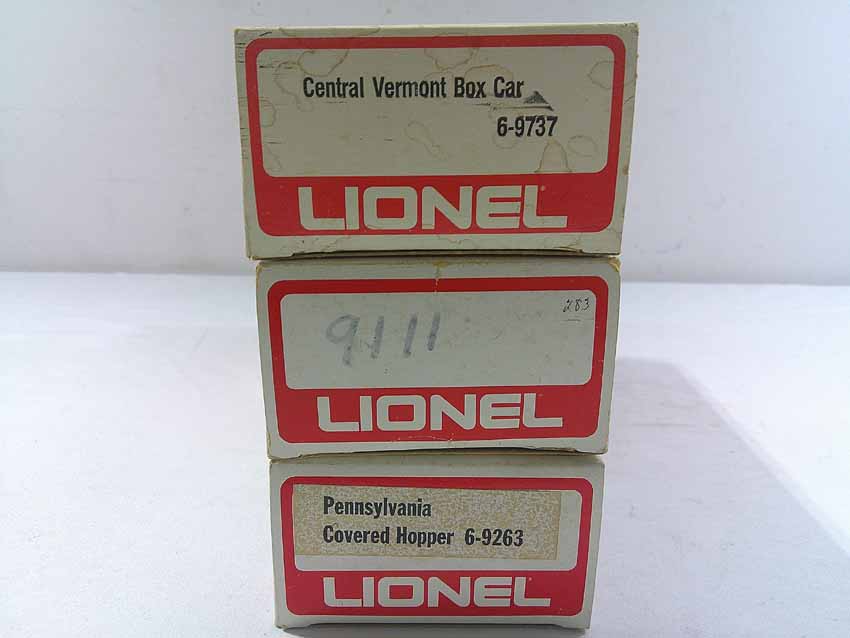 Central Vermont Box Car
6-9737
LIONEL
283
9111
LIONEL
Pennsylvania
Covered Hopper 6-9263
LIONEL